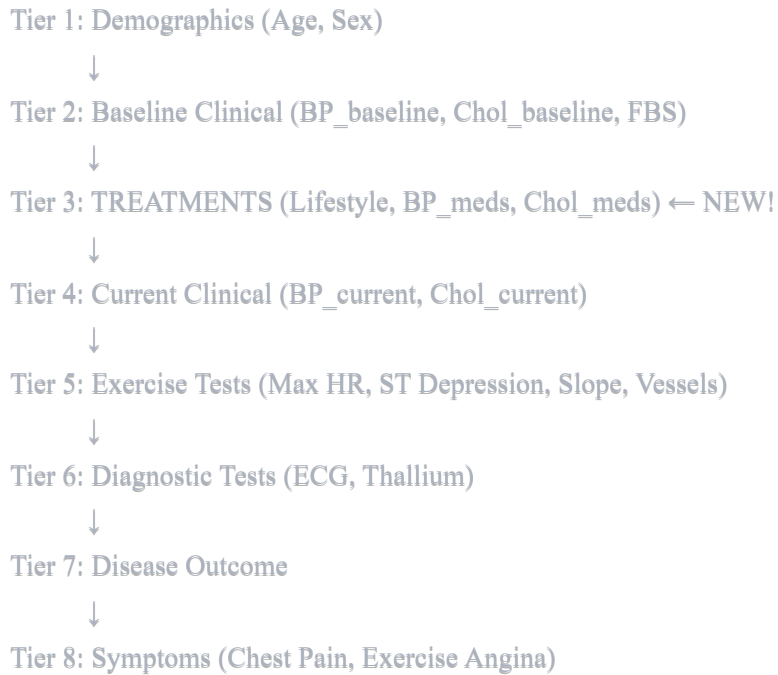 Tier 1: Demographics (Age, Sex)
↓
Tier 2: Baseline Clinical (BP_baseline, Chol_baseline, FBS)
↓
Tier 3: TREATMENTS (Lifestyle, BP_meds, Chol_meds) ← NEW!
↓
Tier 4: Current Clinical (BP_current, Chol_current)
↓
Tier 5: Exercise Tests (Max HR, ST Depression, Slope, Vessels)
↓
Tier 6: Diagnostic Tests (ECG, Thallium)
↓
Tier 7: Disease Outcome
↓
Tier 8: Symptoms (Chest Pain, Exercise Angina)